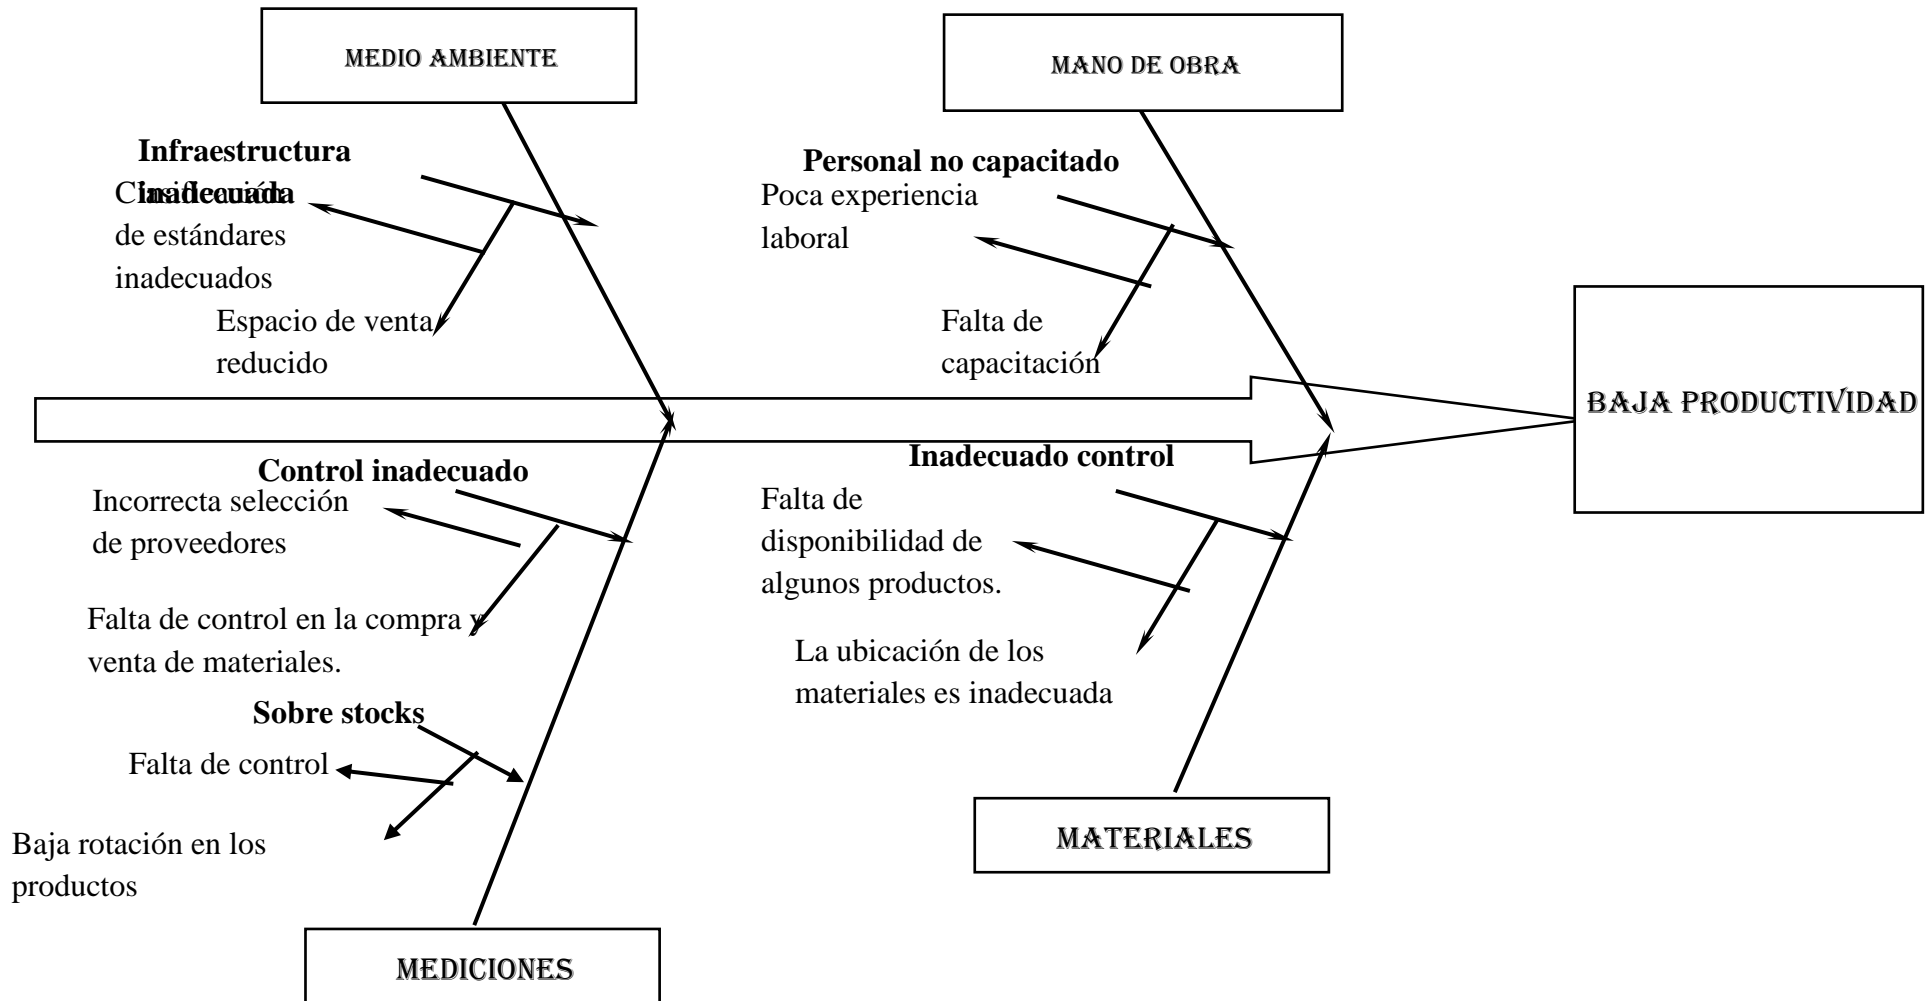 MEDIO AMBIENTE
MANO DE OBRA
Infraestructura
inadecuada
Clasificación
de estándares
inadecuados
Espacio de venta
reducido
Personal no capacitado
Poca experiencia
laboral
Falta de
capacitación
BAJA PRODUCTIVIDAD
Control inadecuado
Incorrecta selección
de proveedores
Falta de control en la compra y
venta de materiales.
Sobre stocks
Falta de control
Baja rotación en los
productos
Inadecuado control
Falta de
disponibilidad de
algunos productos.
La ubicación de los
materiales es inadecuada
MATERIALES
MEDICIONES